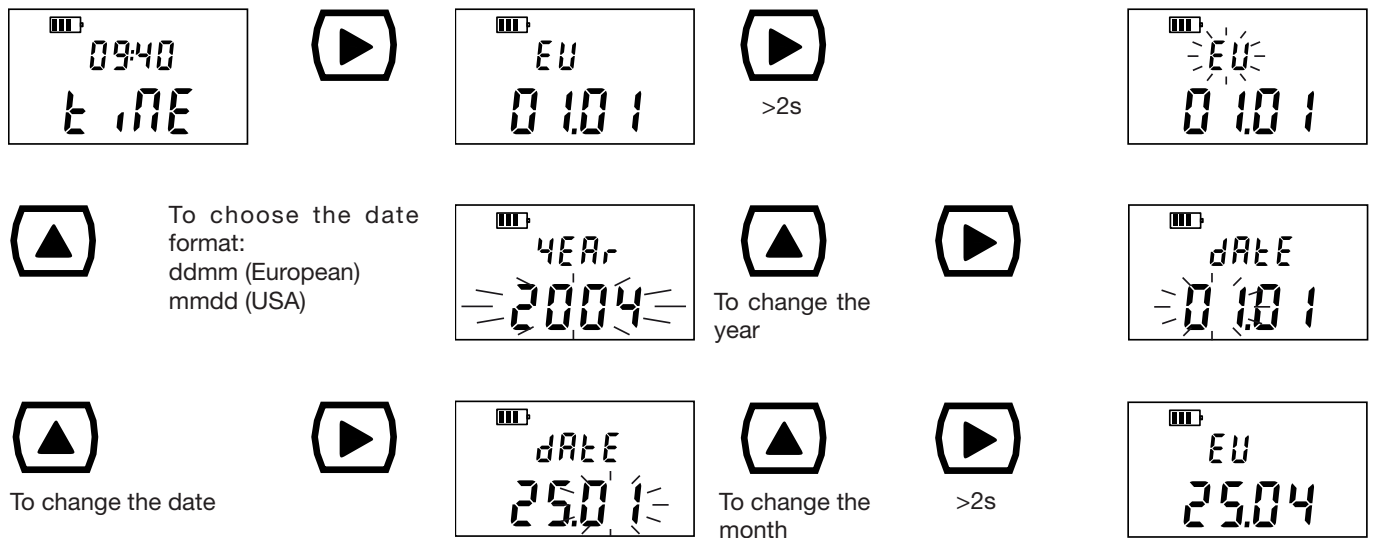 09:40
tiME
EU
01.01
>2s
EU
01.01
To choose the date
format:
ddmm (European)
mmdd (USA)
YEAr
2004
To change the
year
dAtE
01.01
To change the date
dAtE
25.01
To change the
month
>2s
EU
25.04